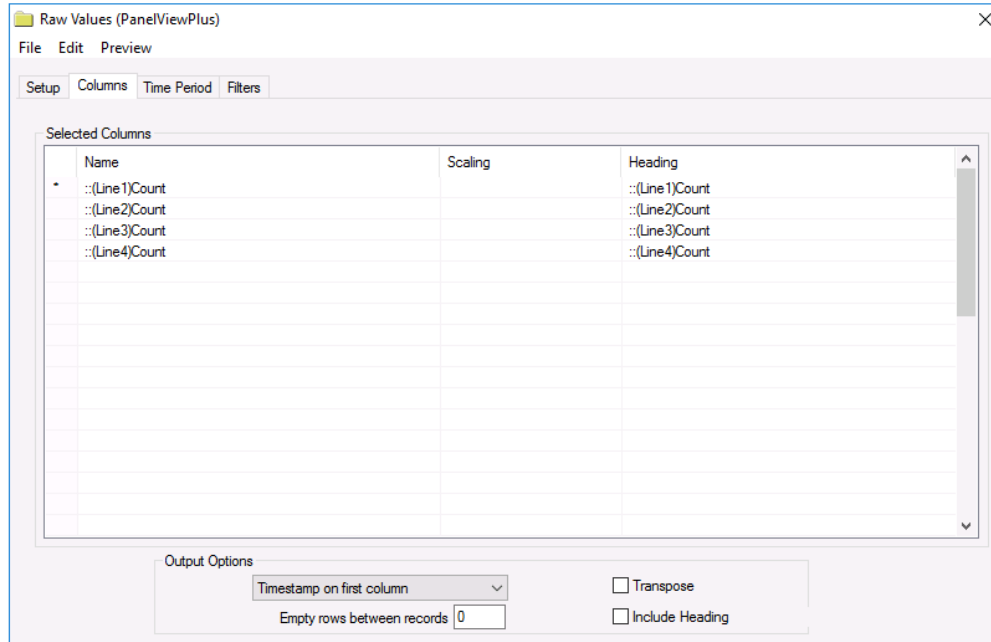 Raw Values (PanelViewPlus)
File Edit Preview
Setup Columns Time Period Filters
Selected Columns
Name Scaling Heading
* ::(Line1)Count ::(Line1)Count
::(Line2)Count ::(Line2)Count
::(Line3)Count ::(Line3)Count
::(Line4)Count ::(Line4)Count
Output Options
Timestamp on first column Transpose
Empty rows between records 0 Include Heading